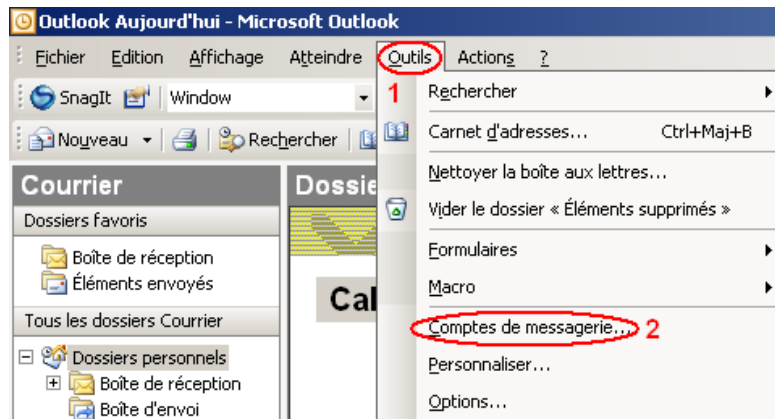 Outlook Aujourd'hui - Microsoft Outlook
Fichier Edition Affichage Atteindre Outils Actions ?
SnagIt Window
1
Nouveau Rechercher
Rechercher
Carnet d'adresses... Ctrl+Maj+B
Nettoyer la boîte aux lettres...
Vider le dossier « Éléments supprimés »
Formulaires
Macro
Comptes de messagerie... 2
Personnaliser...
Options...
Courrier
Dossiers favoris
Boîte de réception
Éléments envoyés
Tous les dossiers Courrier
Dossiers personnels
Boîte de réception
Boîte d'envoi
Dossie
Cal